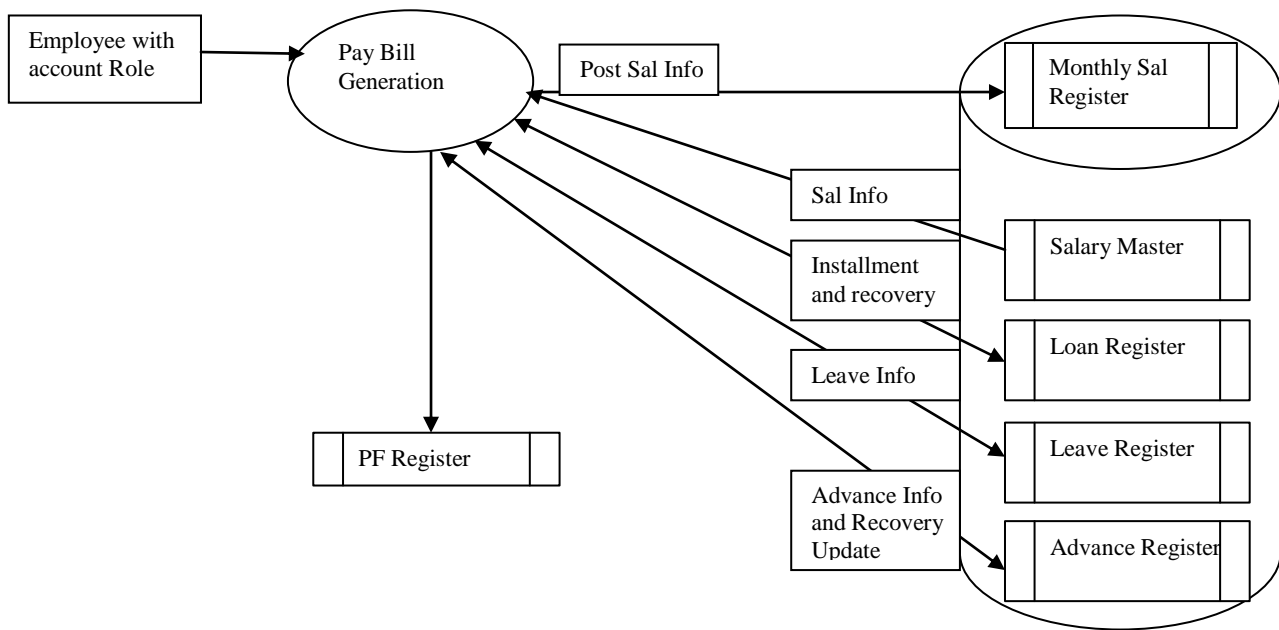 Employee with
account Role
Pay Bill
Generation
Post Sal Info
Monthly Sal
Register
Sal Info
Salary Master
Installment
and recovery
Loan Register
Leave Info
Leave Register
PF Register
Advance Info
and Recovery
Update
Advance Register